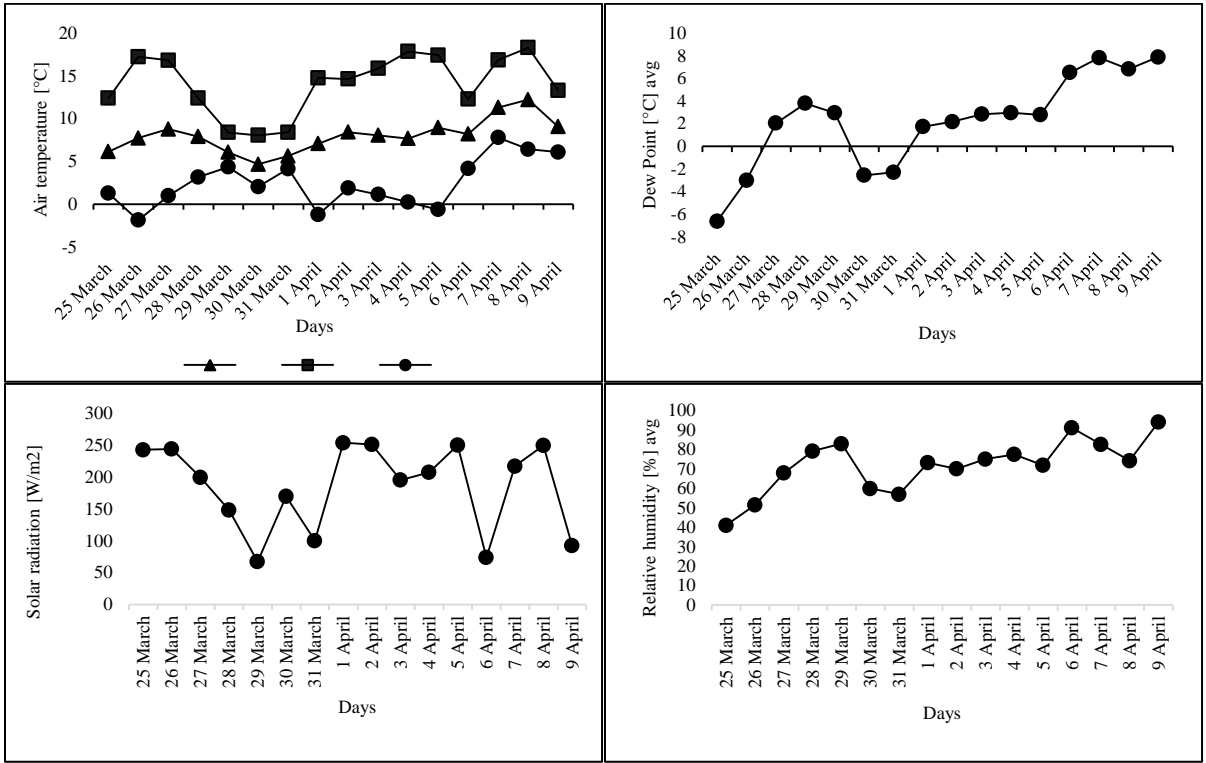 Air temperature [°C]
20
15
10
5
0
-5
25 March
26 March
27 March
28 March
29 March
30 March
31 March
1 April
2 April
3 April
4 April
5 April
6 April
7 April
8 April
9 April
Days
Dew Point [°C] avg
10
8
6
4
2
0
-2
-4
-6
-8
25 March
26 March
27 March
28 March
29 March
30 March
31 March
1 April
2 April
3 April
4 April
5 April
6 April
7 April
8 April
9 April
Days
Solar radiation [W/m2]
300
250
200
150
100
50
0
25 March
26 March
27 March
28 March
29 March
30 March
31 March
1 April
2 April
3 April
4 April
5 April
6 April
7 April
8 April
9 April
Days
Relative humidity [%] avg
100
90
80
70
60
50
40
30
20
10
0
25 March
26 March
27 March
28 March
29 March
30 March
31 March
1 April
2 April
3 April
4 April
5 April
6 April
7 April
8 April
9 April
Days